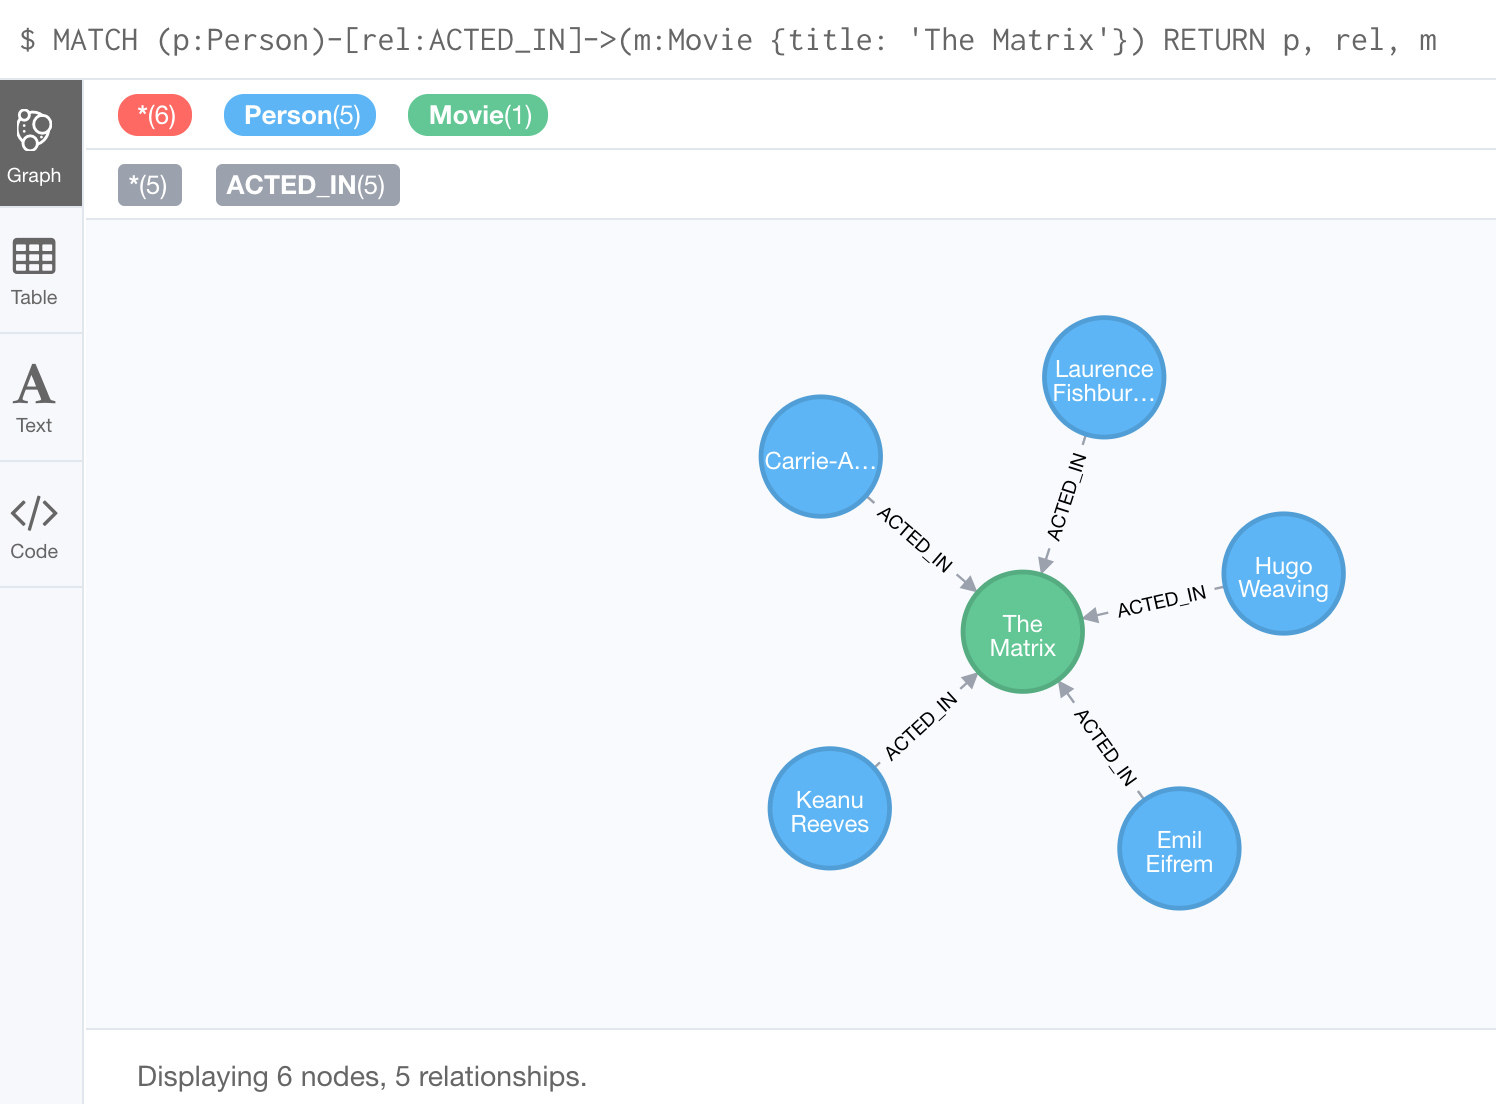 $ MATCH (p:Person)-[rel:ACTED_IN]->(m:Movie {title: 'The Matrix'}) RETURN p, rel, m
*(6) Person(5) Movie(1)
*(5) ACTED_IN(5)
Graph
Table
Text
Code
Laurence
Fishbur...
Carrie-A...
ACTED_IN
ACTED_IN
Hugo
Weaving
ACTED_IN
The
Matrix
ACTED_IN
ACTED_IN
Keanu
Reeves
Emil
Eifrem
Displaying 6 nodes, 5 relationships.